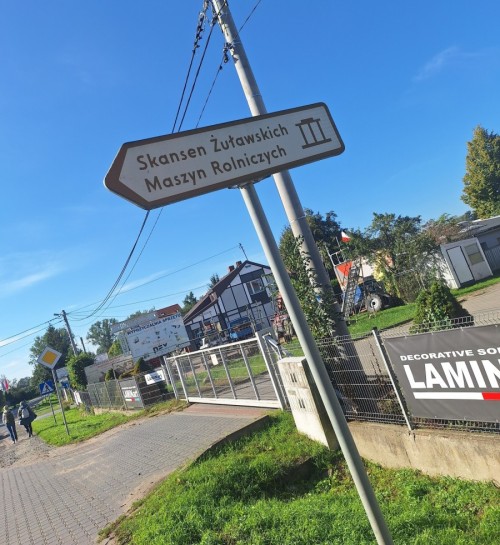 Skansen Żuławskich
Maszyn Rolniczych
DECORATIVE SO
LAMIN